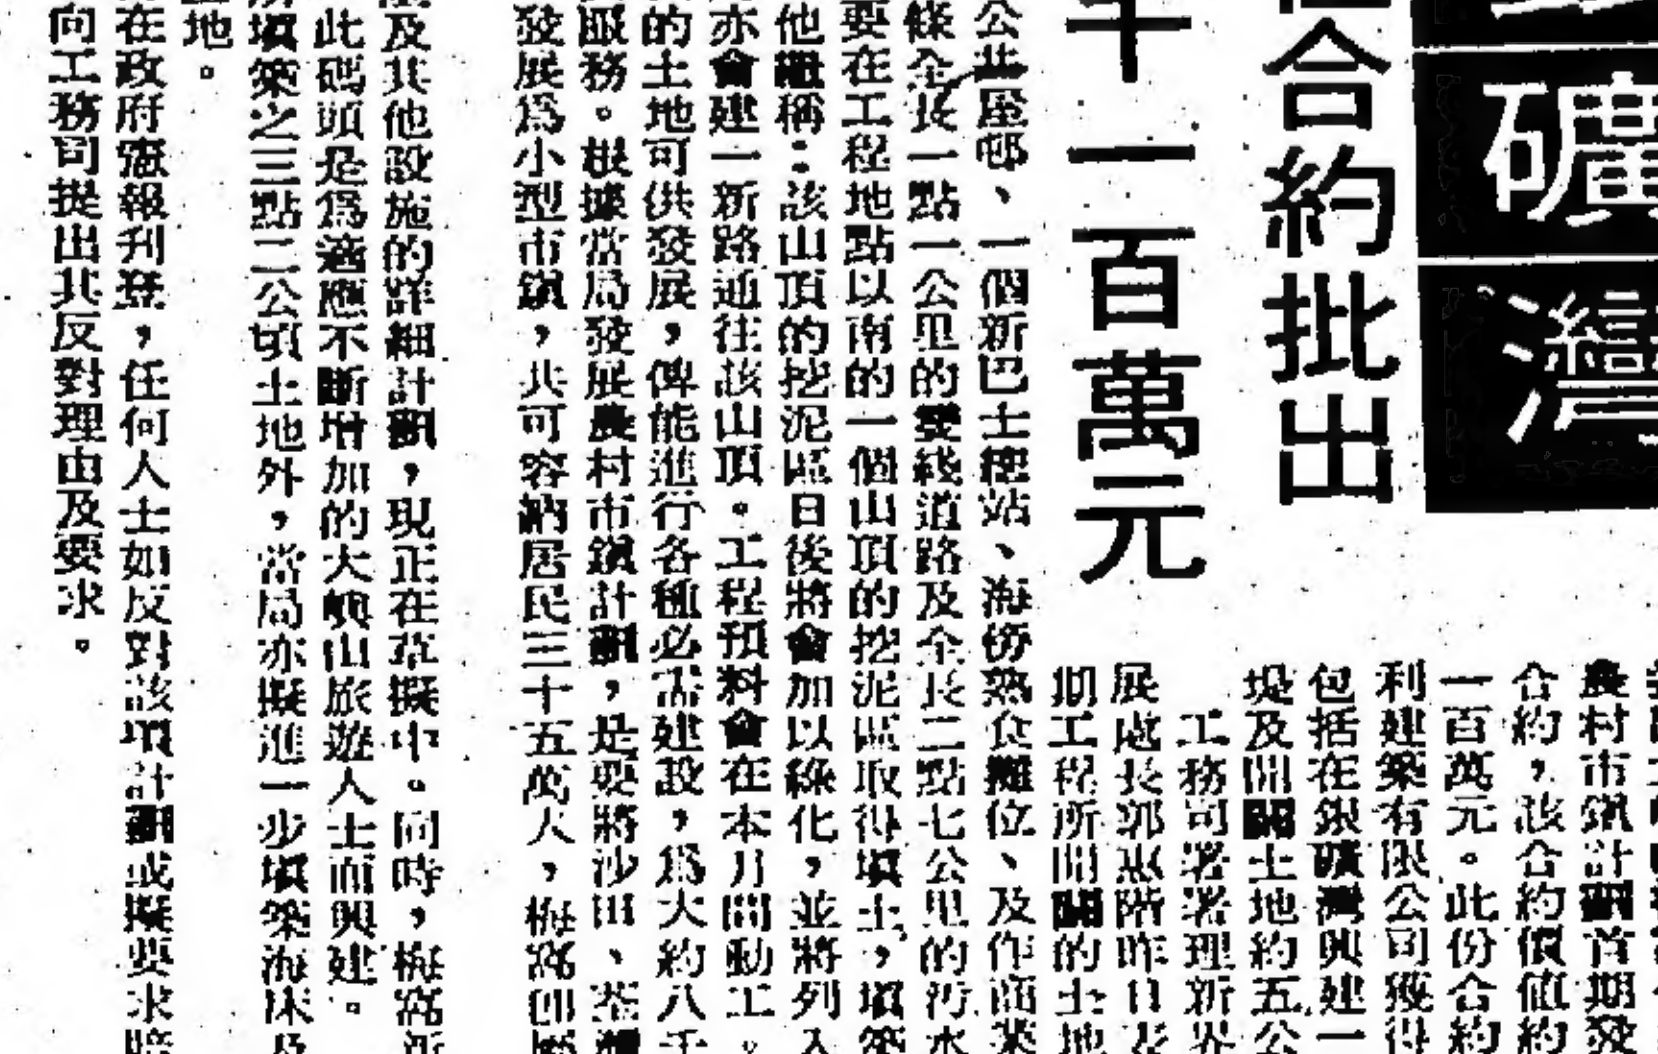 礦灣
合約批出
千一百萬元
農村市鎮計劃首期發
合約，該合約價值約
一百萬元。此份合約
利建築有限公司獲得
包括在銀礦灣興建一
堤及開闢土地約五公
工務司署署理新界
展處長郭惠階昨日表
期工程所開闢的土地
公共屋邨、一個新巴士總站、海傍熟食攤位、及作商業
條全長一點一公里的雙綫道路及全長二點七公里的污水
要在工程地點以南的一個山頂的挖泥區取得填土，填築
他繼稱：該山頂的挖泥區日後將會加以綠化，並將列入
亦會建一新路通往該山頂。工程預料會在本月間動工。
的土地可供發展，俾能進行各種必需建設，爲大約八千
服務。根據當局發展農村市鎮計劃，是要將沙田、荃灣
發展爲小型市鎮，共可容納居民三十五萬人，梅窩卽屬
及其他設施的詳細計劃，現正在草擬中。同時，梅窩新
此碼頭是爲適應不斷增加的大嶼山旅遊人士而興建。
所填築之三點二公頃土地外，當局亦擬進一步填築海床及
地。
在政府憲報刋登，任何人士如反對該項計劃或擬要求賠
向工務司提出其反對理由及要求。